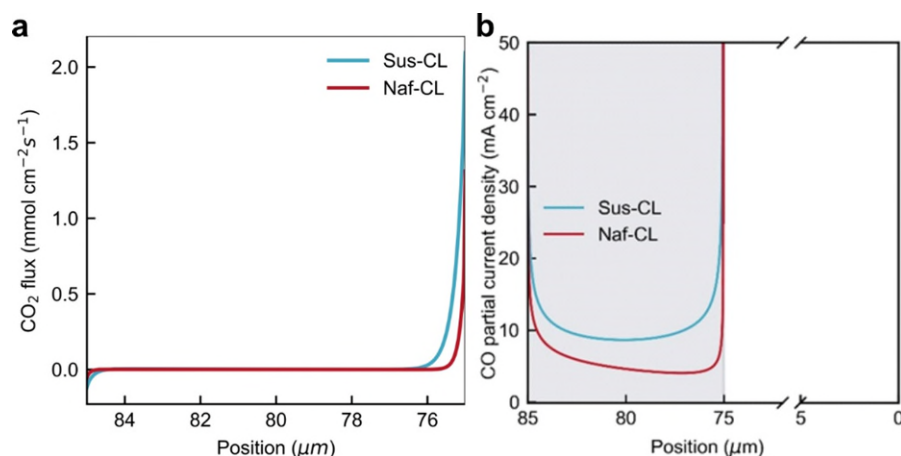 a
CO₂ flux (mmol cm⁻²s⁻¹)
2.0
1.5
1.0
0.5
0.0
Sus-CL
Naf-CL
84 82 80 78 76
Position (μm)
b
CO partial current density (mA cm⁻²)
50
40
30
20
10
0
Sus-CL
Naf-CL
85 80 75 5 0
Position (μm)